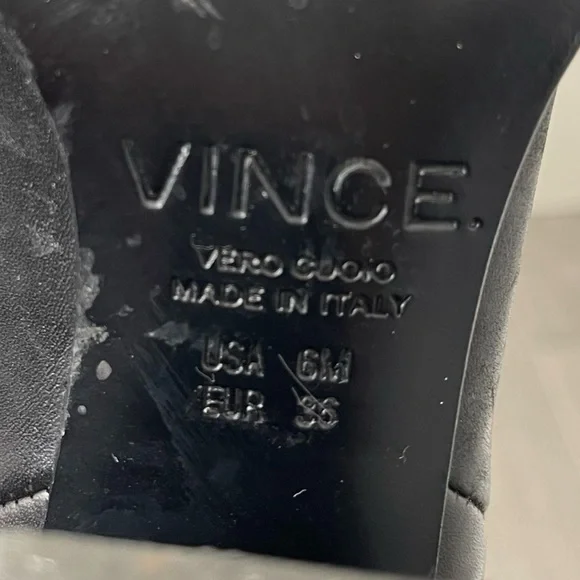 VINCE.
VERO CUOIO
MADE IN ITALY
USA 6M
EUR 36